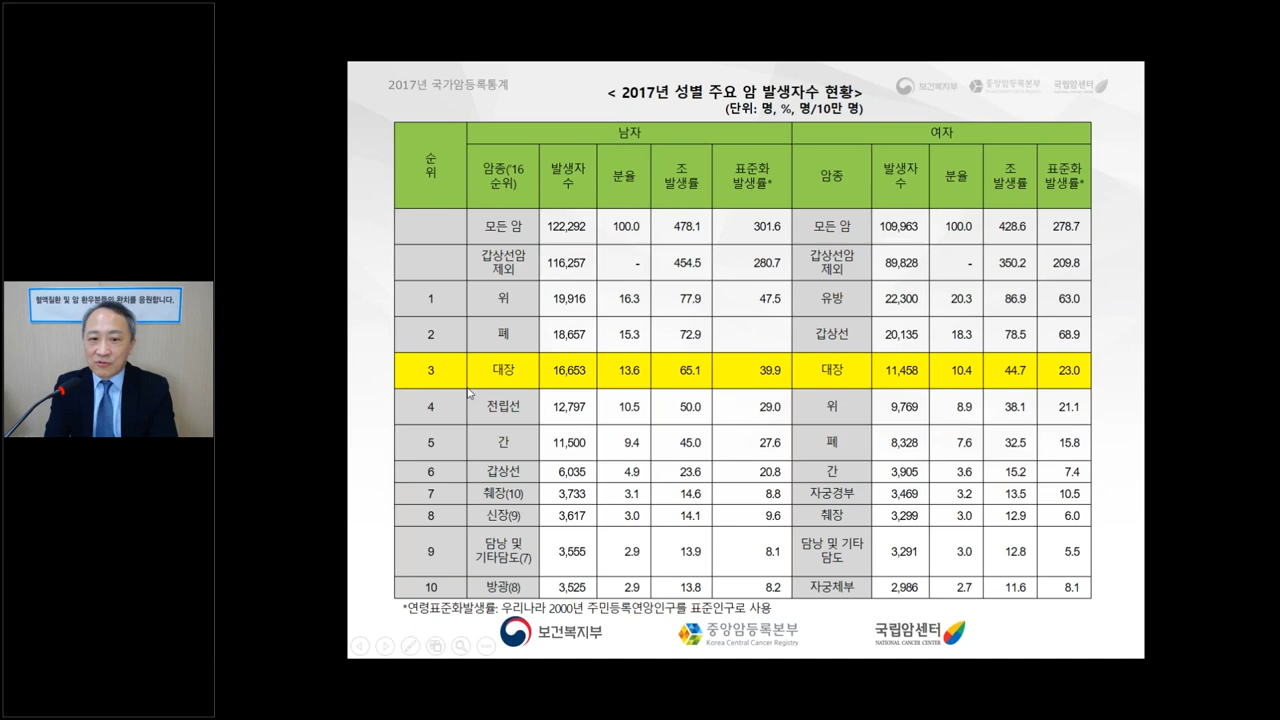 혈액질환 및 암 환우분들의 완치를 응원합니다.
2017년 국가암등록통계
보건복지부 중앙암등록본부 국립암센터
< 2017년 성별 주요 암 발생자수 현황>
(단위: 명, %, 명/10만 명)
순위 남자 여자
암종('16 순위) 발생자수 분율 조발생률 표준화발생률* 암종 발생자수 분율 조발생률 표준화발생률*
모든 암 122,292 100.0 478.1 301.6 모든 암 109,963 100.0 428.6 278.7
갑상선암 제외 116,257 - 454.5 280.7 갑상선암 제외 89,828 - 350.2 209.8
1 위 19,916 16.3 77.9 47.5 유방 22,300 20.3 86.9 63.0
2 폐 18,657 15.3 72.9 갑상선 20,135 18.3 78.5 68.9
3 대장 16,653 13.6 65.1 39.9 대장 11,458 10.4 44.7 23.0
4 전립선 12,797 10.5 50.0 29.0 위 9,769 8.9 38.1 21.1
5 간 11,500 9.4 45.0 27.6 폐 8,328 7.6 32.5 15.8
6 갑상선 6,035 4.9 23.6 20.8 간 3,905 3.6 15.2 7.4
7 췌장(10) 3,733 3.1 14.6 8.8 자궁경부 3,469 3.2 13.5 10.5
8 신장(9) 3,617 3.0 14.1 9.6 췌장 3,299 3.0 12.9 6.0
9 담낭 및 기타담도(7) 3,555 2.9 13.9 8.1 담낭 및 기타 담도 3,291 3.0 12.8 5.5
10 방광(8) 3,525 2.9 13.8 8.2 자궁체부 2,986 2.7 11.6 8.1
*연령표준화발생률: 우리나라 2000년 주민등록연앙인구를 표준인구로 사용
보건복지부 중앙암등록본부 국립암센터
Korea Central Cancer Registry NATIONAL CANCER CENTER